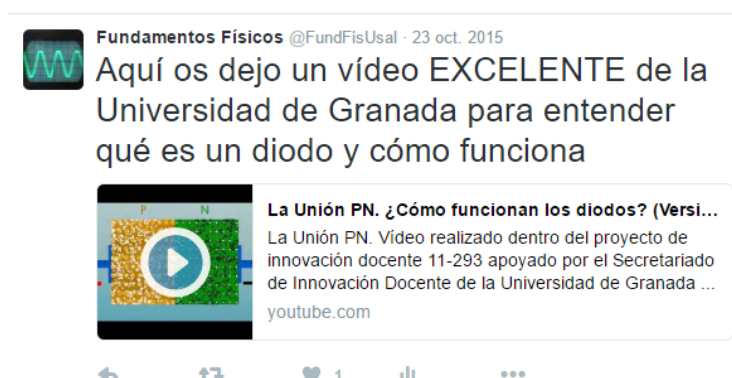 Fundamentos Físicos @FundFisUsal · 23 oct. 2015
Aquí os dejo un vídeo EXCELENTE de la
Universidad de Granada para entender
qué es un diodo y cómo funciona
P N
La Unión PN. ¿Cómo funcionan los diodos? (Versi...
La Unión PN. Vídeo realizado dentro del proyecto de
innovación docente 11-293 apoyado por el Secretariado
de Innovación Docente de la Universidad de Granada ...
youtube.com
1